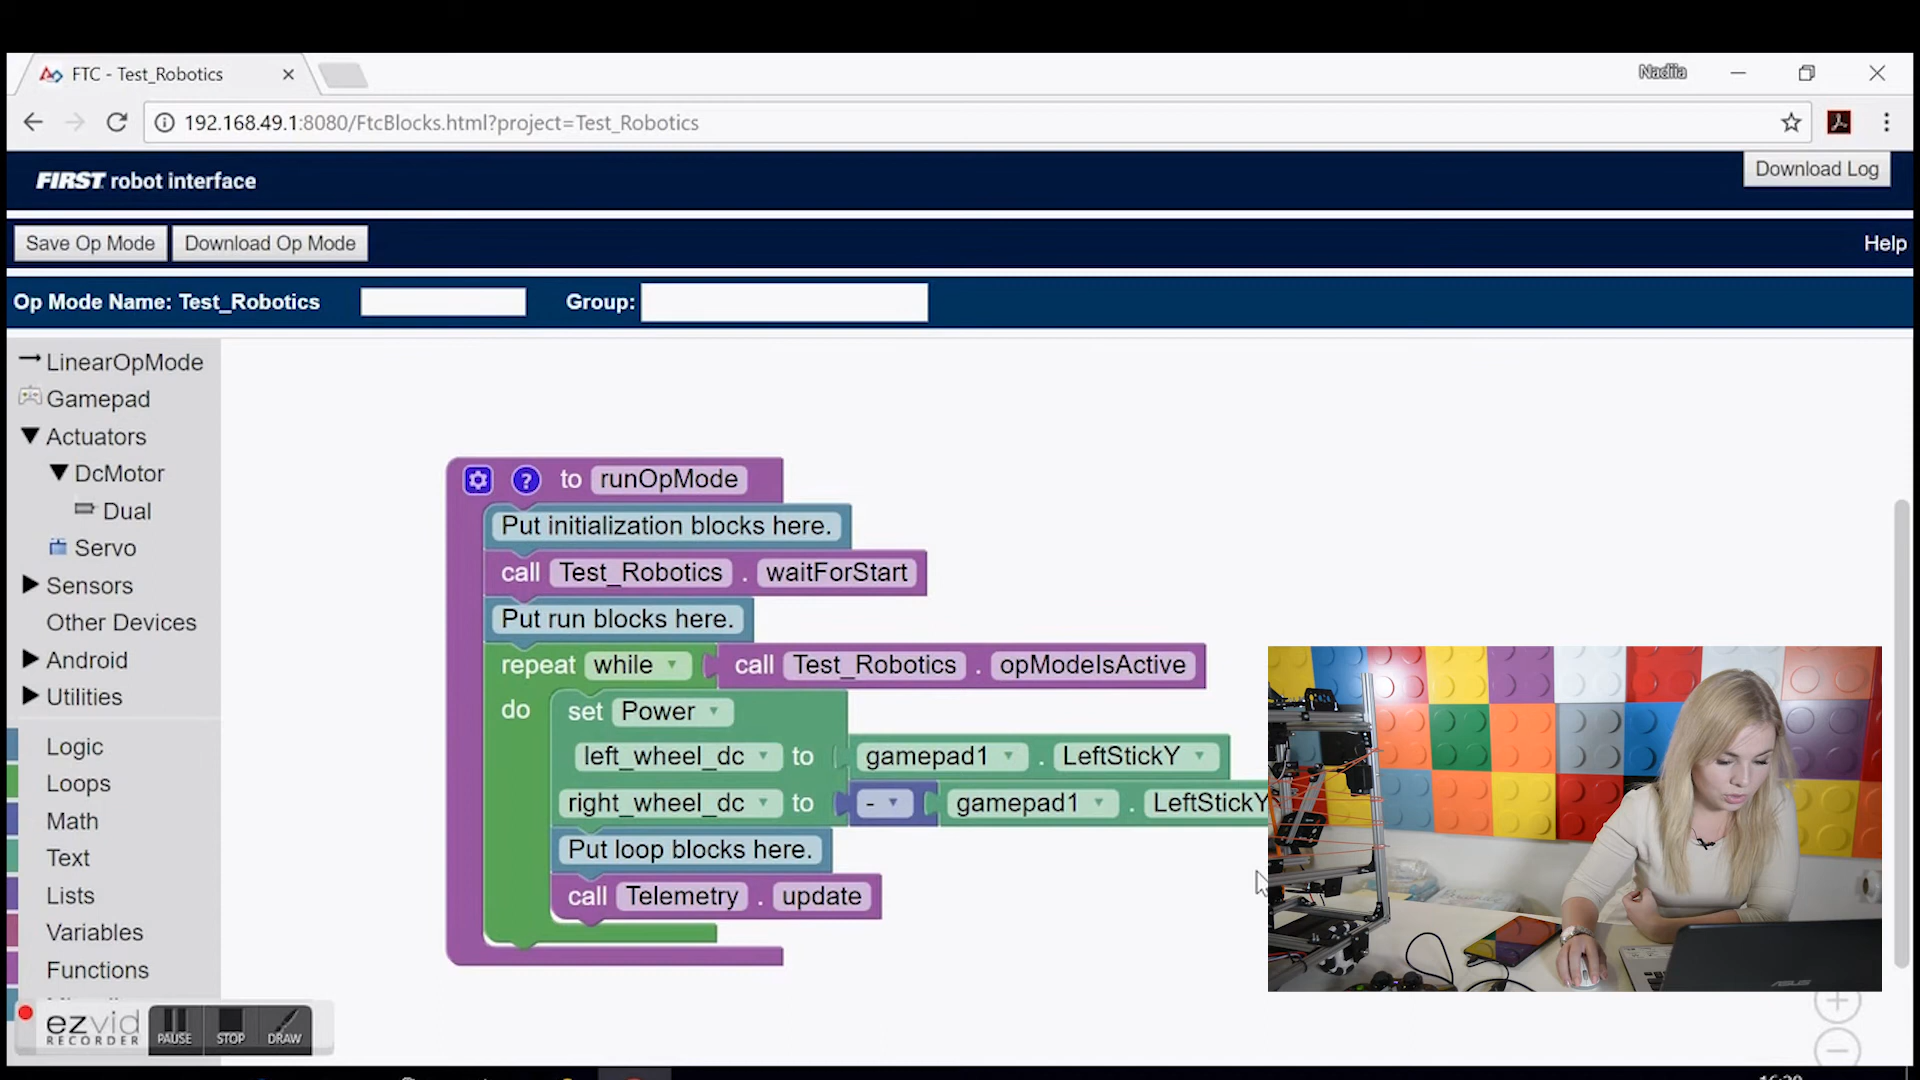 FTC - Test_Robotics
Nadiia
192.168.49.1:8080/FtcBlocks.html?project=Test_Robotics
FIRST robot interface
Download Log
Save Op Mode
Download Op Mode
Help
Op Mode Name: Test_Robotics
Group:
LinearOpMode
Gamepad
Actuators
DcMotor
Dual
Servo
Sensors
Other Devices
Android
Utilities
Logic
Loops
Math
Text
Lists
Variables
Functions
to runOpMode
Put initialization blocks here.
call Test_Robotics . waitForStart
Put run blocks here.
repeat while call Test_Robotics . opModeIsActive
do set Power
left_wheel_dc to gamepad1 . LeftStickY
right_wheel_dc to - gamepad1 . LeftStickY
Put loop blocks here.
call Telemetry . update
ezvid
RECORDER
PAUSE
STOP
DRAW
ASUS